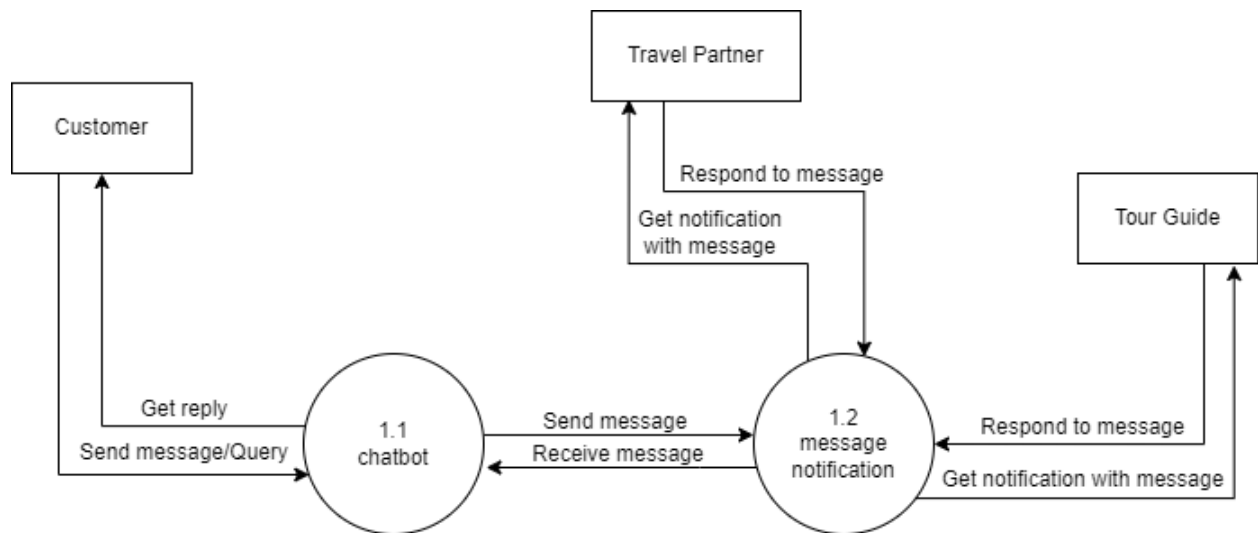 Travel Partner
Customer
Respond to message
Get notification
with message
Tour Guide
Get reply
Send message/Query
1.1
chatbot
Send message
Receive message
1.2
message
notification
Respond to message
Get notification with message